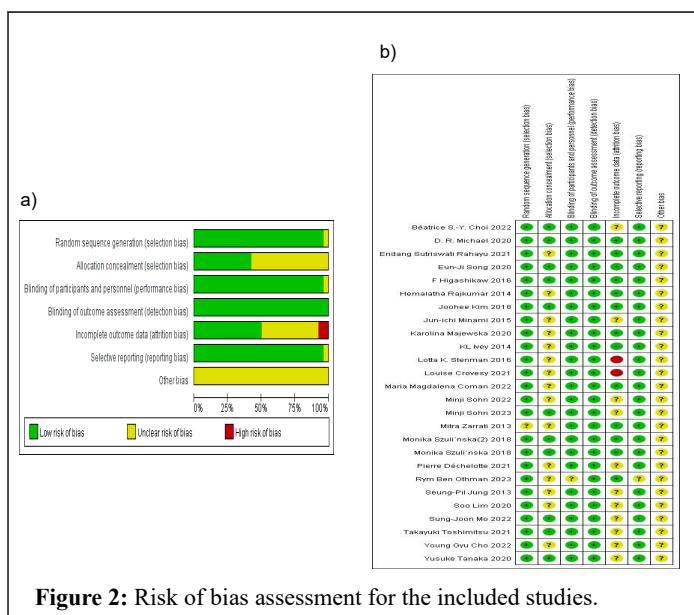 b)
Random sequence generation (selection bias)
Allocation concealment (selection bias)
Blinding of participants and personnel (performance bias)
Blinding of outcome assessment (detection bias)
Incomplete outcome data (attrition bias)
Selective reporting (reporting bias)
Other bias
a)
Random sequence generation (selection bias)
Allocation concealment (selection bias)
Blinding of participants and personnel (performance bias)
Blinding of outcome assessment (detection bias)
Incomplete outcome data (attrition bias)
Selective reporting (reporting bias)
Other bias
0% 25% 50% 75% 100%
Low risk of bias Unclear risk of bias High risk of bias
Béatrice S.-Y. Choi 2022
D. R. Michael 2020
Endang Sutriswati Rahayu 2021
Eun-Ji Song 2020
F Higashikaw 2016
Hemalatha Rajkumar 2014
Joohee Kim 2018
Jun-ichi Minami 2015
Karolina Majewska 2020
KL Ivey 2014
Lotta K. Stenman 2016
Louise Crovesy 2021
Maria Magdalena Coman 2022
Minji Sohn 2022
Minji Sohn 2023
Mitra Zarrati 2013
Monika Szuli´nska(2) 2018
Monika Szuli´nska 2018
Pierre Déchelotte 2021
Rym Ben Othman 2023
Seung-Pil Jung 2013
Soo Lim 2020
Sung-Joon Mo 2022
Takayuki Toshimitsu 2021
Young Gyu Cho 2022
Yusuke Tanaka 2020
Figure 2: Risk of bias assessment for the included studies.